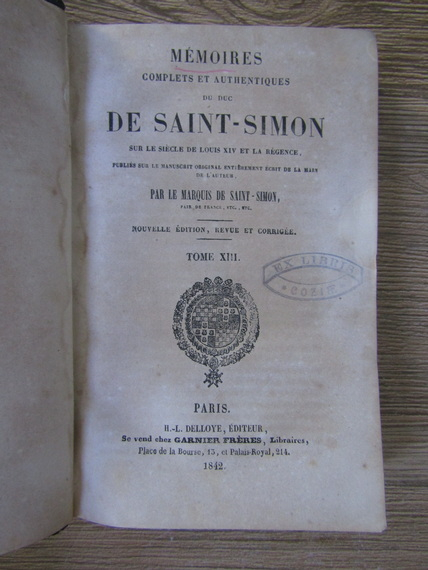 MÉMOIRES
COMPLETS ET AUTHENTIQUES
DU DUC
DE SAINT-SIMON
SUR LE SIÈCLE DE LOUIS XIV ET LA RÉGENCE,
PUBLIÉS SUR LE MANUSCRIT ORIGINAL ENTIÈREMENT ÉCRIT DE LA MAIN
DE L'AUTEUR,
PAR LE MARQUIS DE SAINT-SIMON,
PAIR DE FRANCE, ETC., ETC.
NOUVELLE ÉDITION, REVUE ET CORRIGÉE.
TOME XIII.
EX LIBRIS
PARIS.
H.-L. DELLOYE, ÉDITEUR,
Se vend chez GARNIER FRÈRES, Libraires,
Place de la Bourse, 13, et Palais-Royal, 214.
1842.